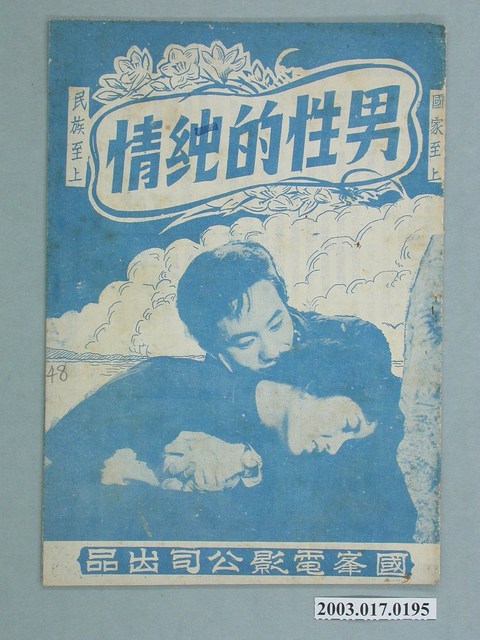 國家至上
男性的純情
民族至上
48
國峯電影公司出品
2003.017.0195